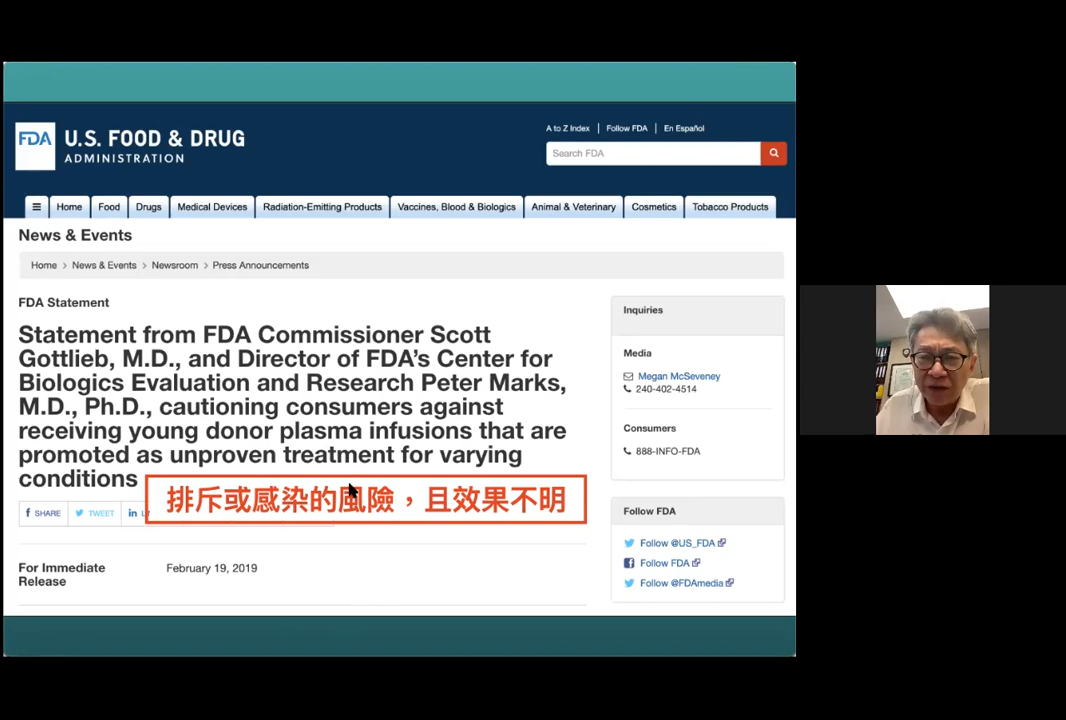 FDA U.S. FOOD & DRUG
ADMINISTRATION
A to Z Index | Follow FDA | En Español
Search FDA
Home Food Drugs Medical Devices Radiation-Emitting Products Vaccines, Blood & Biologics Animal & Veterinary Cosmetics Tobacco Products
News & Events
Home > News & Events > Newsroom > Press Announcements
FDA Statement
Statement from FDA Commissioner Scott
Gottlieb, M.D., and Director of FDA's Center for
Biologics Evaluation and Research Peter Marks,
M.D., Ph.D., cautioning consumers against
receiving young donor plasma infusions that are
promoted as unproven treatment for varying
conditions
排斥或感染的風險，且效果不明
SHARE TWEET
For Immediate
Release
February 19, 2019
Inquiries
Media
Megan McSeveney
240-402-4514
Consumers
888-INFO-FDA
Follow FDA
Follow @US_FDA
Follow FDA
Follow @FDAmedia